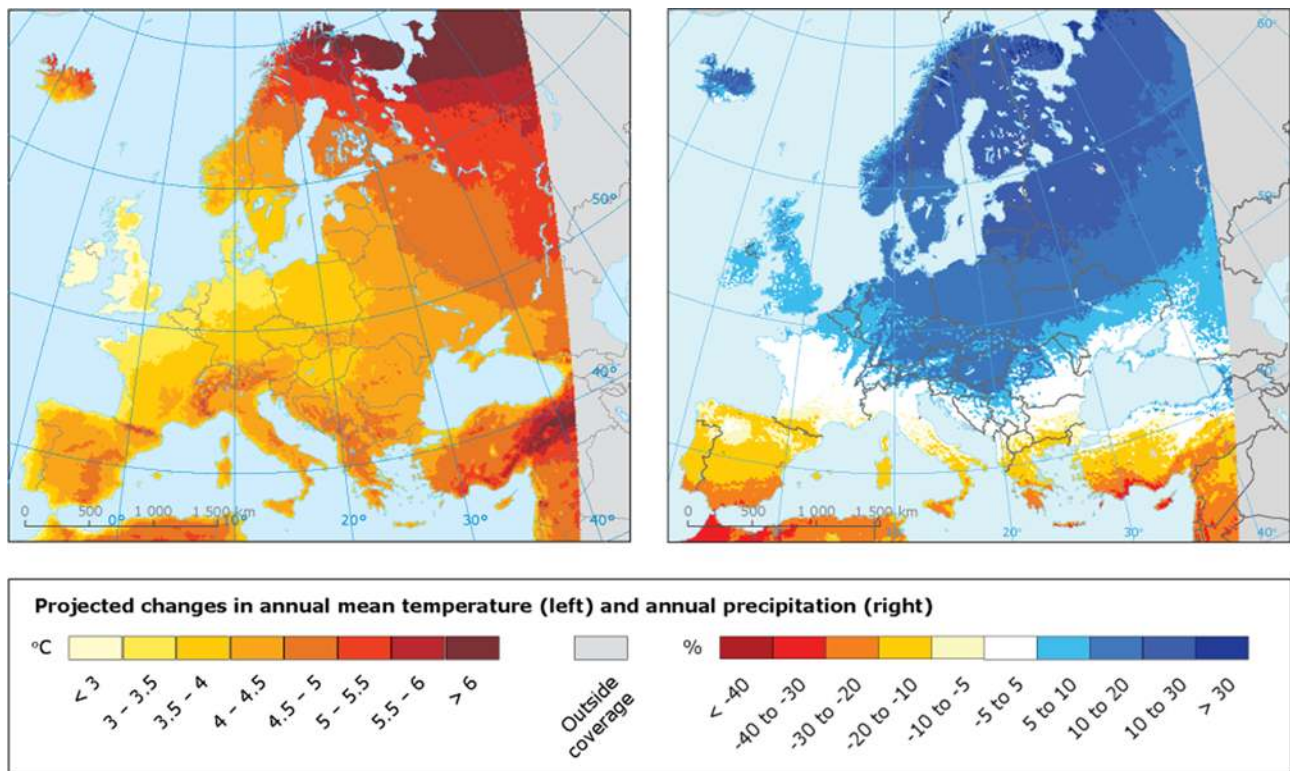 50°
40°
0 500 1 000 1 500 km
0° 10° 20° 30° 40°
60°
50°
40°
0 500 1 000 1 500 km
20° 30° 40°
Projected changes in annual mean temperature (left) and annual precipitation (right)
°C
< 3
3 – 3.5
3.5 – 4
4 – 4.5
4.5 – 5
5 – 5.5
5.5 – 6
> 6
Outside
coverage
%
< -40
-40 to -30
-30 to -20
-20 to -10
-10 to -5
-5 to 5
5 to 10
10 to 20
10 to 30
> 30